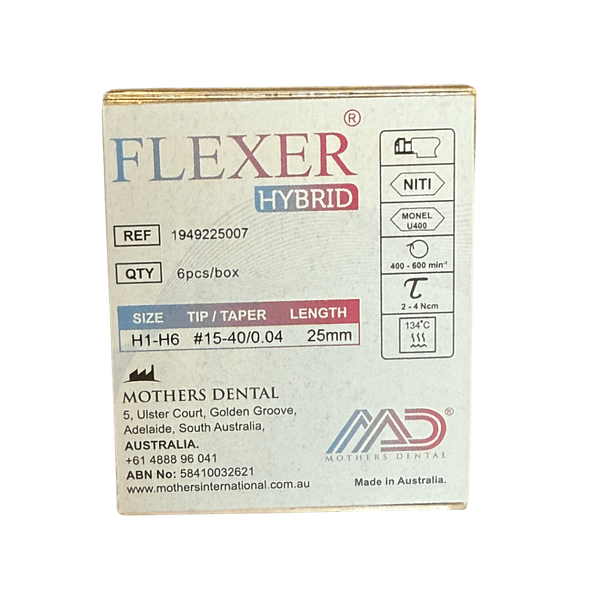 FLEXER®
HYBRID
REF 1949225007
QTY 6pcs/box
SIZE TIP / TAPER LENGTH
H1-H6 #15-40/0.04 25mm
MOTHERS DENTAL
5, Ulster Court, Golden Groove,
Adelaide, South Australia,
AUSTRALIA.
+61 4888 96 041
ABN No: 58410032621
www.mothersinternational.com.au
NITI
MONEL
U400
400 - 600 min⁻¹
τ
2 - 4 Ncm
134°C
MD®
MOTHERS DENTAL
Made in Australia.